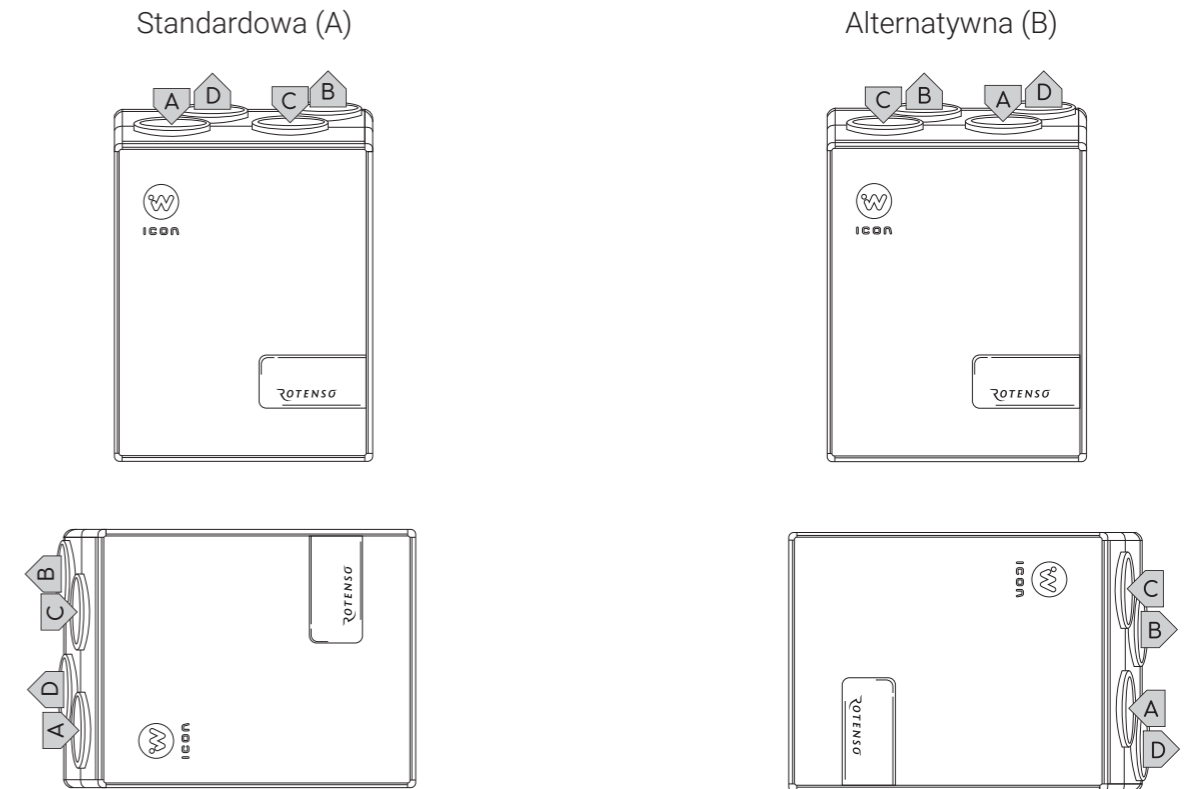 Standardowa (A)
Alternatywna (B)
A D C B
C B A D
ICON
ICON
ROTENSO
ROTENSO
B
C
D
A
ROTENSO
ICON
ICON
ROTENSO
C
B
A
D